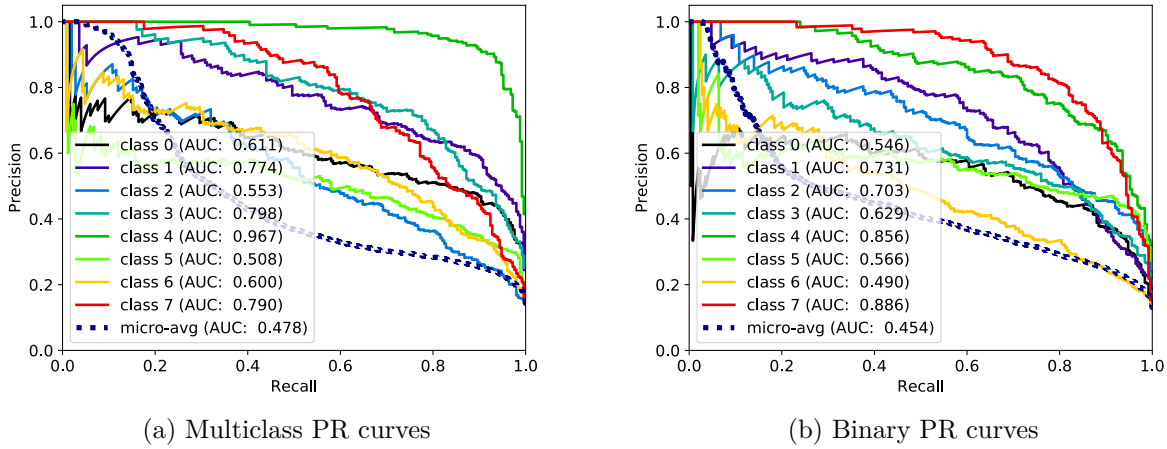 1.0
0.8
0.6
0.4
0.2
0.0
Precision
class 0 (AUC: 0.611)
class 1 (AUC: 0.774)
class 2 (AUC: 0.553)
class 3 (AUC: 0.798)
class 4 (AUC: 0.967)
class 5 (AUC: 0.508)
class 6 (AUC: 0.600)
class 7 (AUC: 0.790)
micro-avg (AUC: 0.478)
0.0 0.2 0.4 0.6 0.8 1.0
Recall
(a) Multiclass PR curves
1.0
0.8
0.6
0.4
0.2
0.0
Precision
class 0 (AUC: 0.546)
class 1 (AUC: 0.731)
class 2 (AUC: 0.703)
class 3 (AUC: 0.629)
class 4 (AUC: 0.856)
class 5 (AUC: 0.566)
class 6 (AUC: 0.490)
class 7 (AUC: 0.886)
micro-avg (AUC: 0.454)
0.0 0.2 0.4 0.6 0.8 1.0
Recall
(b) Binary PR curves